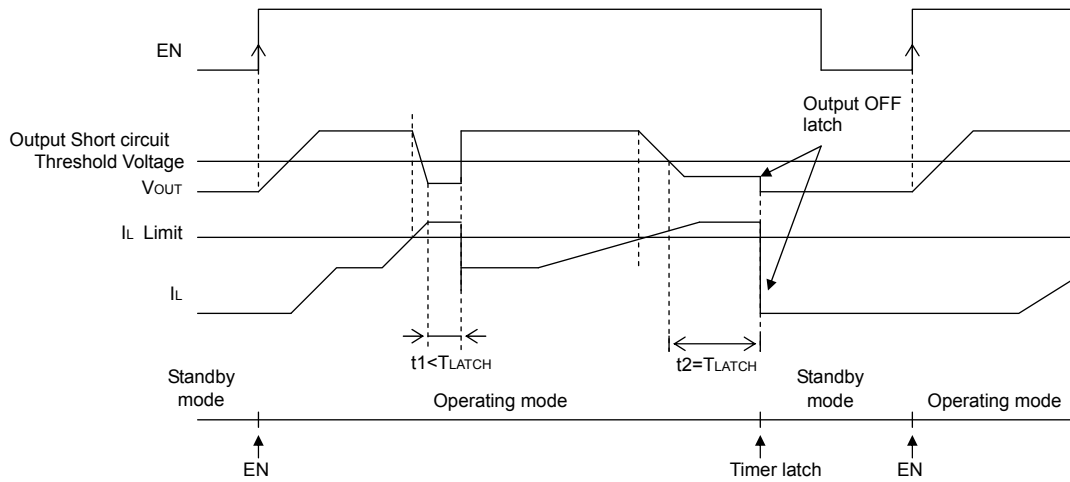 EN
Output OFF
latch
Output Short circuit
Threshold Voltage
VOUT
IL Limit
IL
t1<TLATCH
t2=TLATCH
Standby
mode
Operating mode
Standby
mode
Operating mode
EN
Timer latch
EN